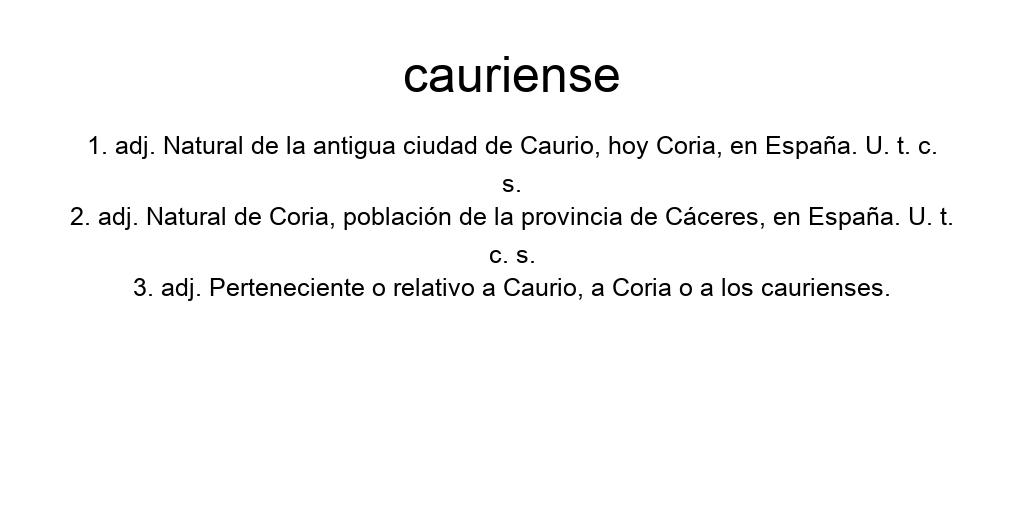 cauriense
1. adj. Natural de la antigua ciudad de Caurio, hoy Coria, en España. U. t. c.
s.
2. adj. Natural de Coria, población de la provincia de Cáceres, en España. U. t.
c. s.
3. adj. Perteneciente o relativo a Caurio, a Coria o a los caurienses.